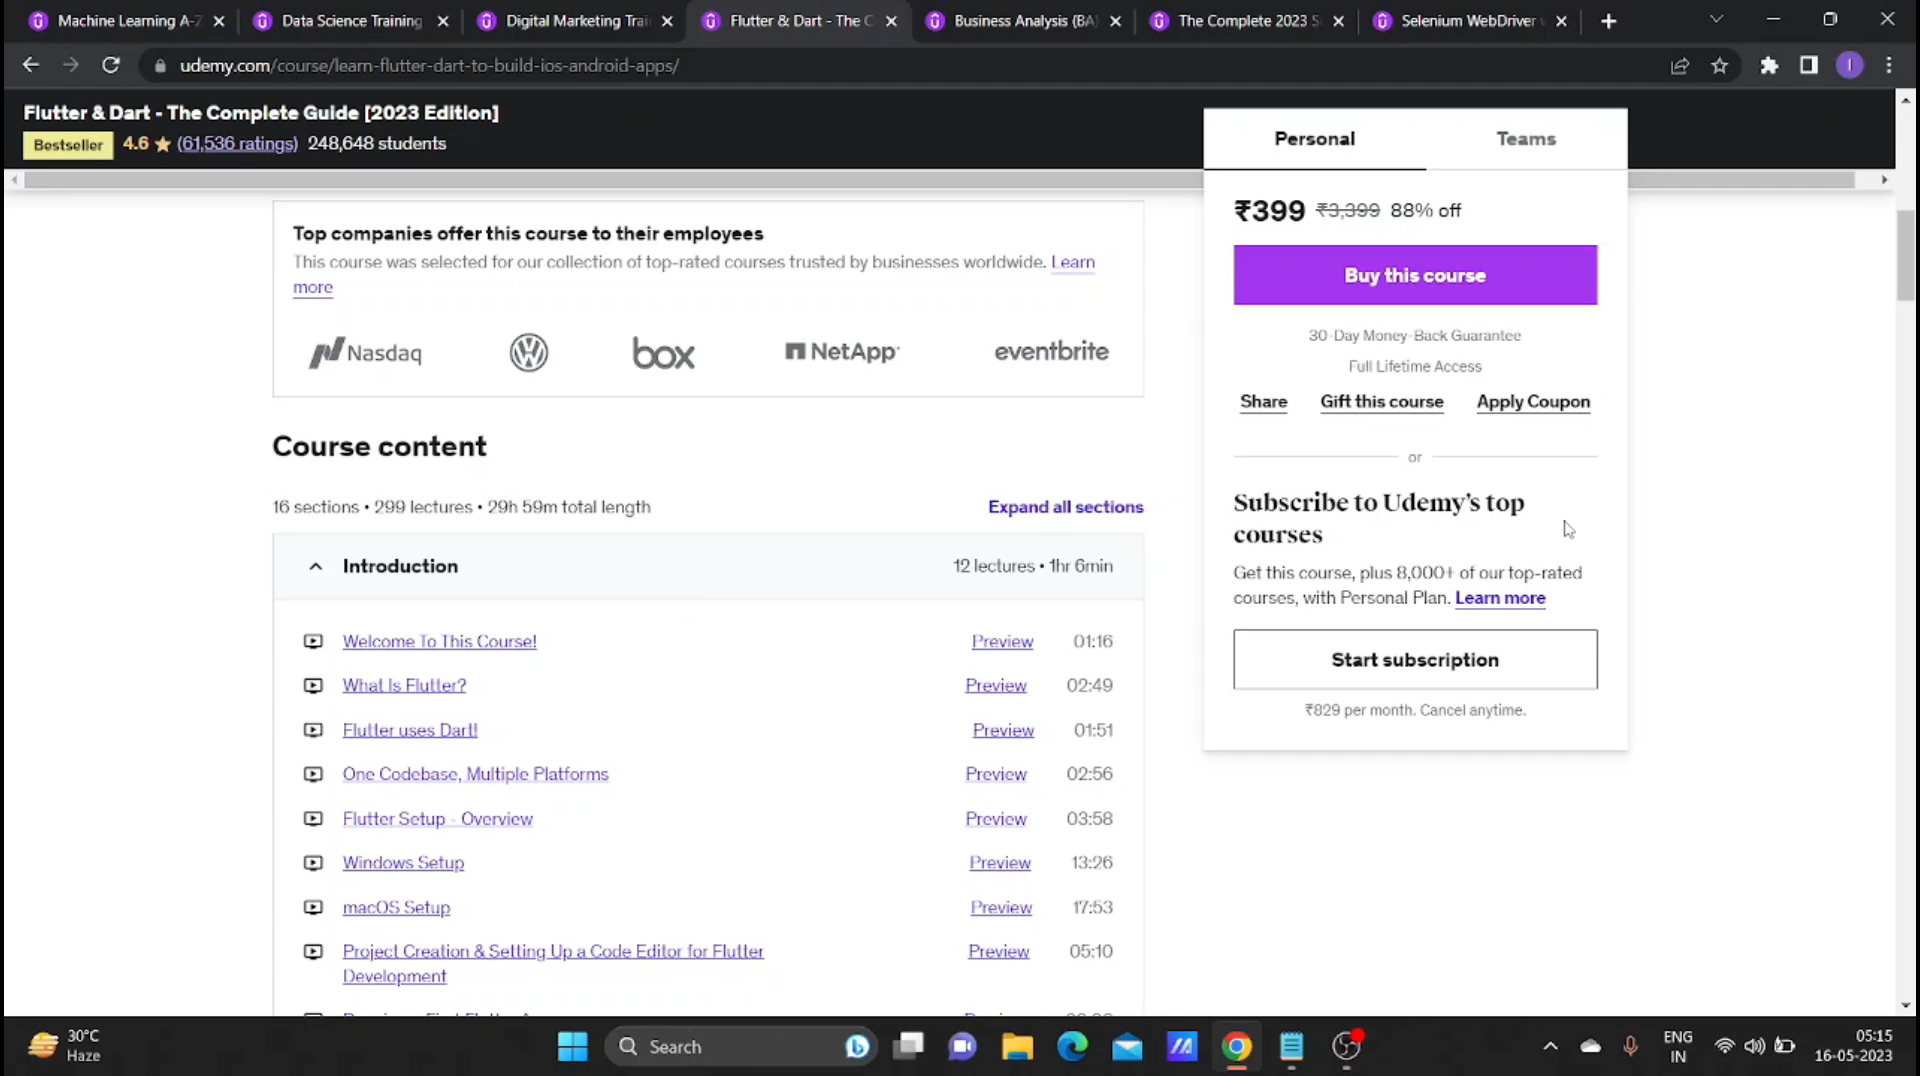 Machine Learning A-Z
Data Science Training
Digital Marketing Trai
Flutter & Dart - The C
Business Analysis (BA)
The Complete 2023 S
Selenium WebDriver
udemy.com/course/learn-flutter-dart-to-build-ios-android-apps/
I
Flutter & Dart - The Complete Guide [2023 Edition]
Bestseller 4.6 (61,536 ratings) 248,648 students
Personal Teams
₹399 ₹3,399 88% off
Buy this course
30-Day Money-Back Guarantee
Full Lifetime Access
Share Gift this course Apply Coupon
or
Subscribe to Udemy's top
courses
Get this course, plus 8,000+ of our top-rated
courses, with Personal Plan. Learn more
Start subscription
₹829 per month. Cancel anytime.
Top companies offer this course to their employees
This course was selected for our collection of top-rated courses trusted by businesses worldwide. Learn
more
Nasdaq box NetApp eventbrite
Course content
16 sections • 299 lectures • 29h 59m total length Expand all sections
Introduction 12 lectures • 1hr 6min
Welcome To This Course! Preview 01:16
What Is Flutter? Preview 02:49
Flutter uses Dart! Preview 01:51
One Codebase, Multiple Platforms Preview 02:56
Flutter Setup - Overview Preview 03:58
Windows Setup Preview 13:26
macOS Setup Preview 17:53
Project Creation & Setting Up a Code Editor for Flutter Preview 05:10
Development
30°C
Haze
Search
ENG
IN
05:15
16-05-2023